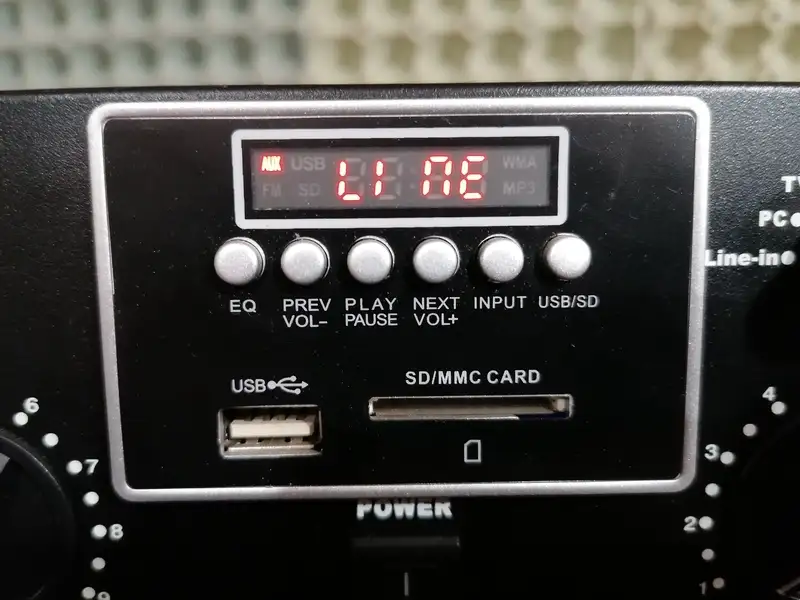 AUX USB LINE WMA
FM SD MP3
EQ PREV VOL- PLAY PAUSE NEXT VOL+ INPUT USB/SD
PC
Line-in
USB
SD/MMC CARD
POWER
6
7
8
9
4
3
2
1